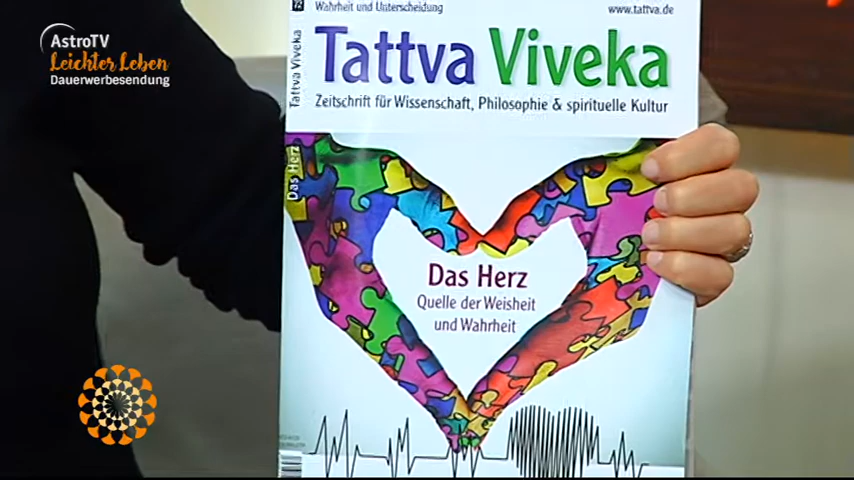 AstroTV
Leichter Leben
Dauerwerbesendung
Wahrheit und Unterscheidung
www.tattva.de
Tattva Viveka
Zeitschrift für Wissenschaft, Philosophie & spirituelle Kultur
Das Herz
Quelle der Weisheit
und Wahrheit
Tattva Viveka
Das Herz